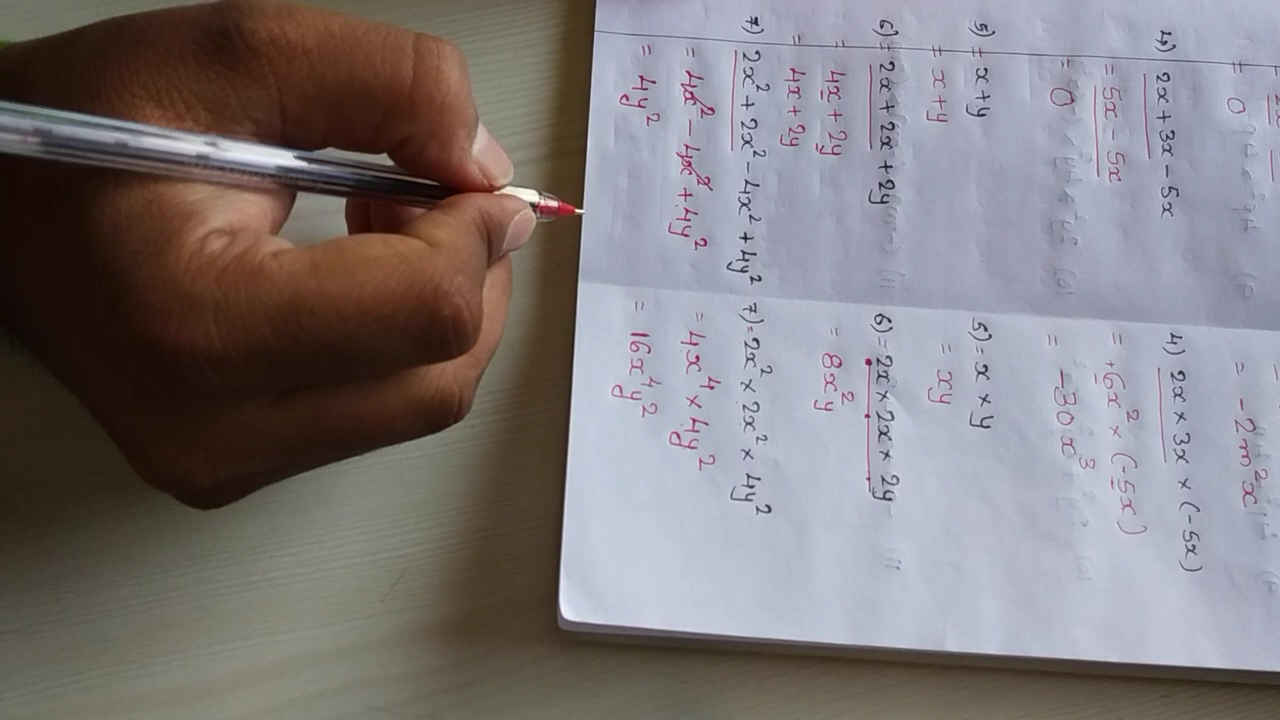 = 0
4) 2x + 3x - 5x
= 5x - 5x
= 0
5) = x + y
= x + y
6) = 2x + 2x + 2y
= 4x + 2y
= 4x + 2y
7) 2x² + 2x² - 4x² + 4y²
= 4x² - 4x² + 4y²
= 4y²
= -2m²x
4) 2x × 3x × (-5x)
= +6x² × (-5x)
= -30x³
5) = x × y
= xy
6) = 2x × 2x × 2y
= 8x²y
7) = 2x² × 2x² × 4y²
= 4x⁴ × 4y²
= 16x⁴y²